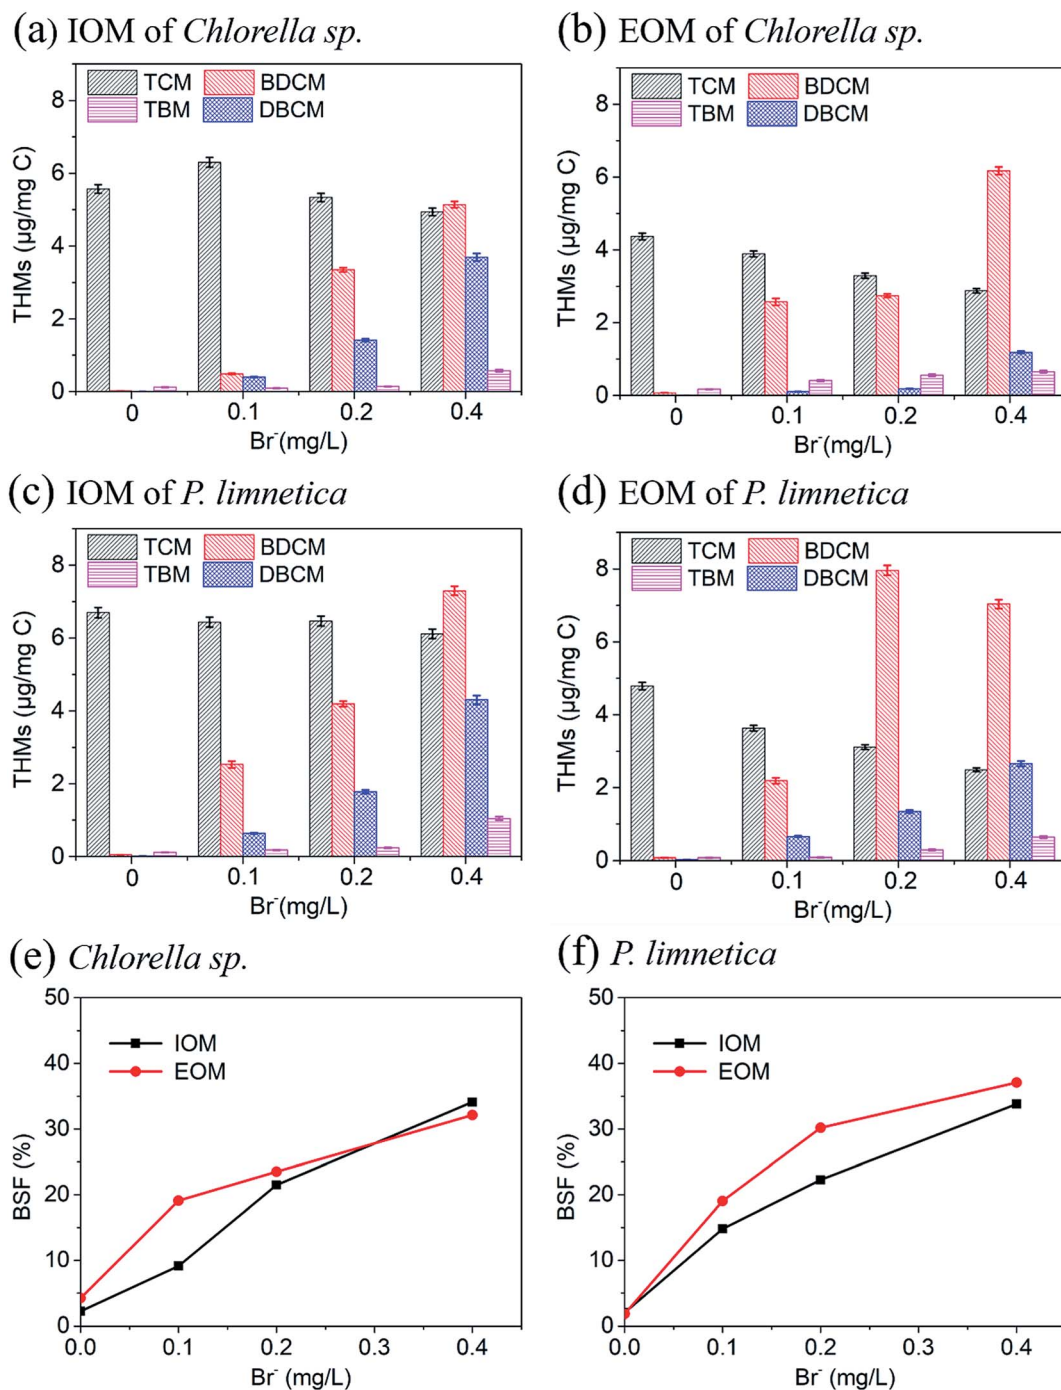 (a) IOM of Chlorella sp.
TCM BDCM
TBM DBCM
THMs (µg/mg C)
8
6
4
2
0
0 0.1 0.2 0.4
Br⁻(mg/L)
(b) EOM of Chlorella sp.
TCM BDCM
TBM DBCM
THMs (µg/mg C)
8
6
4
2
0
0 0.1 0.2 0.4
Br⁻(mg/L)
(c) IOM of P. limnetica
TCM BDCM
TBM DBCM
THMs (µg/mg C)
8
6
4
2
0
0 0.1 0.2 0.4
Br⁻(mg/L)
(d) EOM of P. limnetica
TCM BDCM
TBM DBCM
THMs (µg/mg C)
8
6
4
2
0
0 0.1 0.2 0.4
Br⁻(mg/L)
(e) Chlorella sp.
IOM
EOM
BSF (%)
50
40
30
20
10
0
0.0 0.1 0.2 0.3 0.4
Br⁻ (mg/L)
(f) P. limnetica
IOM
EOM
BSF (%)
50
40
30
20
10
0
0.0 0.1 0.2 0.3 0.4
Br⁻ (mg/L)